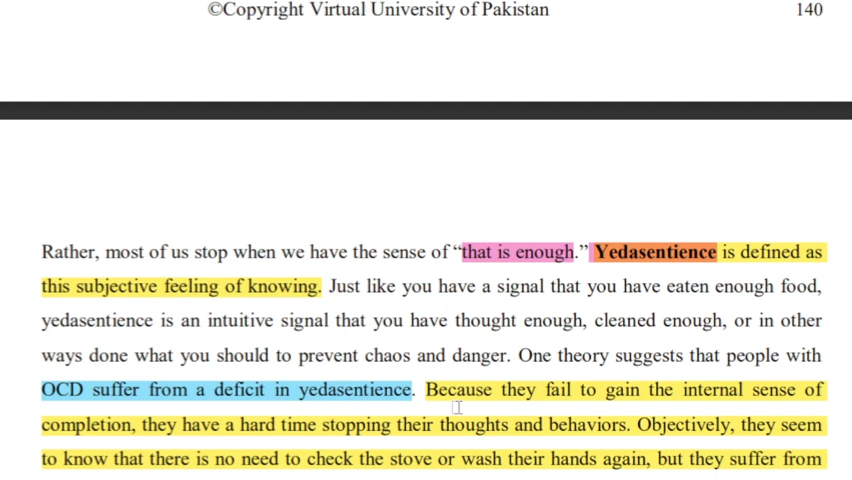 ©Copyright Virtual University of Pakistan 140
Rather, most of us stop when we have the sense of “that is enough.” Yedasentience is defined as
this subjective feeling of knowing. Just like you have a signal that you have eaten enough food,
yedasentience is an intuitive signal that you have thought enough, cleaned enough, or in other
ways done what you should to prevent chaos and danger. One theory suggests that people with
OCD suffer from a deficit in yedasentience. Because they fail to gain the internal sense of
completion, they have a hard time stopping their thoughts and behaviors. Objectively, they seem
to know that there is no need to check the stove or wash their hands again, but they suffer from